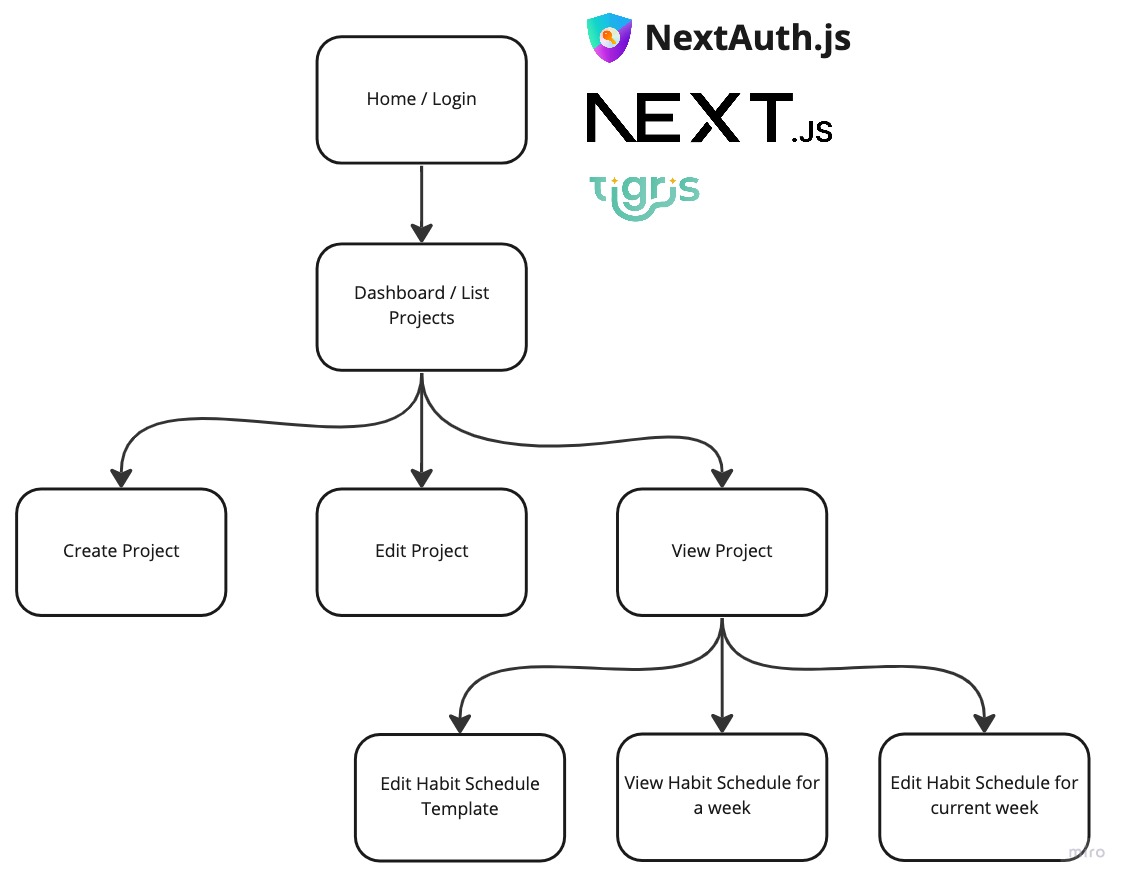 NextAuth.js
Home / Login
NEXT.JS
tigris
Dashboard / List
Projects
Create Project
Edit Project
View Project
Edit Habit Schedule
Template
View Habit Schedule for
a week
Edit Habit Schedule for
current week
miro